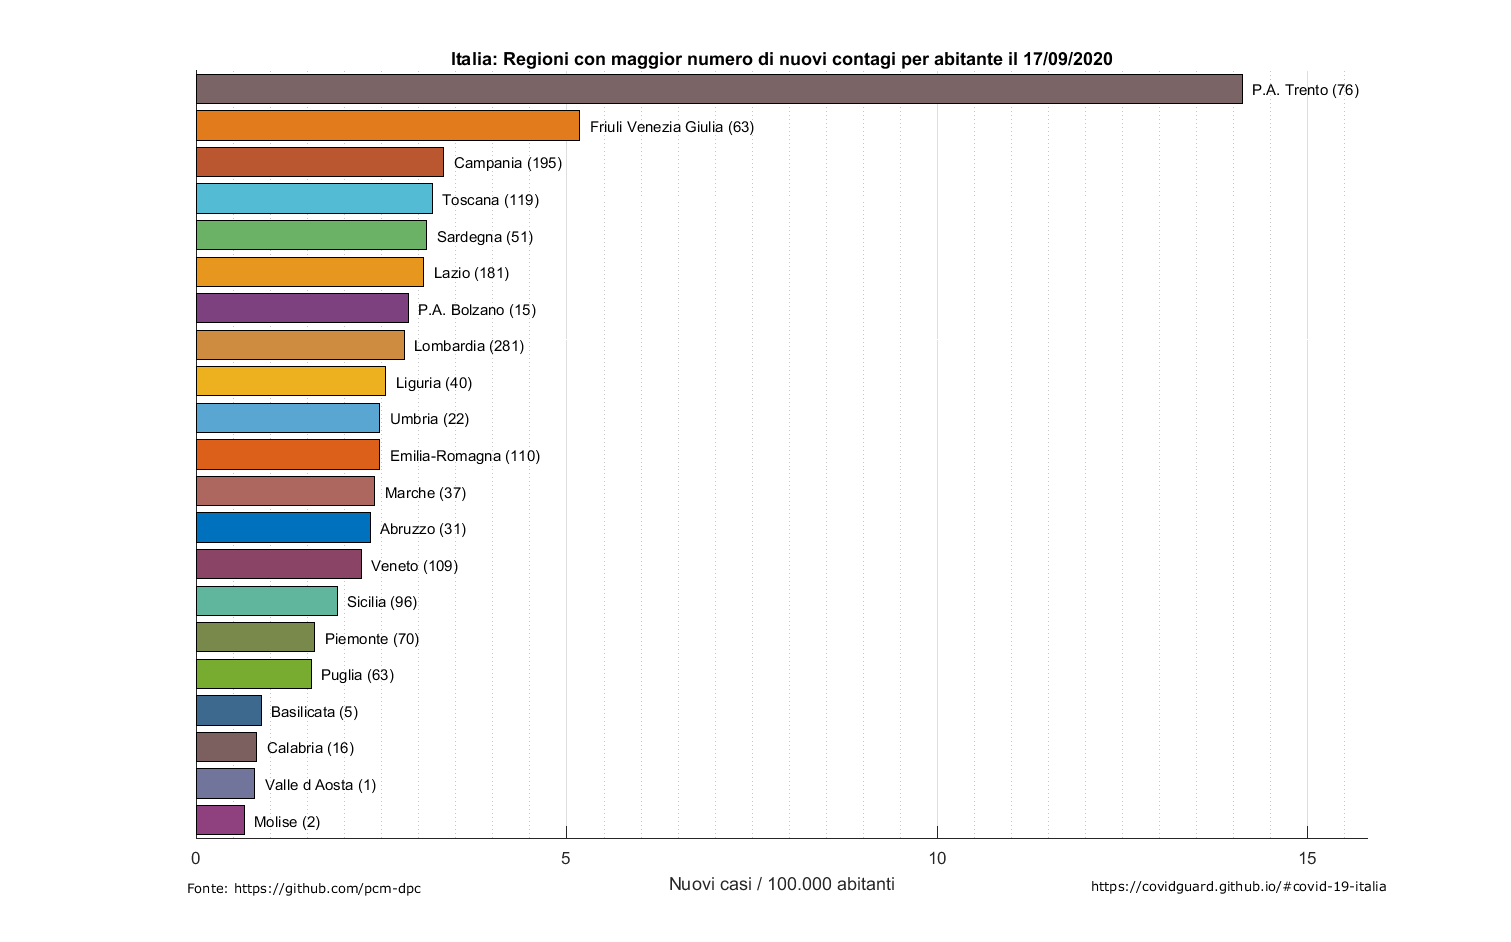 Italia: Regioni con maggior numero di nuovi contagi per abitante il 17/09/2020
P.A. Trento (76)
Friuli Venezia Giulia (63)
Campania (195)
Toscana (119)
Sardegna (51)
Lazio (181)
P.A. Bolzano (15)
Lombardia (281)
Liguria (40)
Umbria (22)
Emilia-Romagna (110)
Marche (37)
Abruzzo (31)
Veneto (109)
Sicilia (96)
Piemonte (70)
Puglia (63)
Basilicata (5)
Calabria (16)
Valle d Aosta (1)
Molise (2)
0 5 10 15
Nuovi casi / 100.000 abitanti
Fonte: https://github.com/pcm-dpc
https://covidguard.github.io/#covid-19-italia